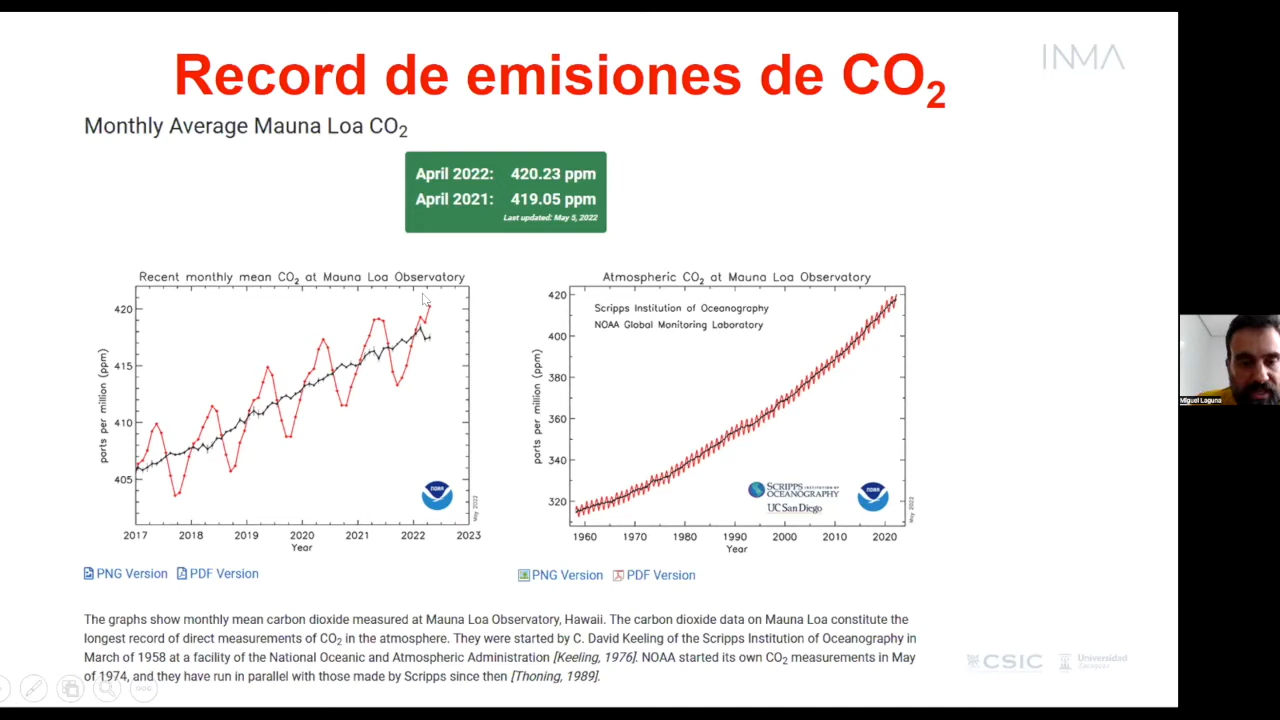 Record de emisiones de CO₂
INMA
Monthly Average Mauna Loa CO₂
April 2022: 420.23 ppm
April 2021: 419.05 ppm
Last updated: May 5, 2022
Recent monthly mean CO₂ at Mauna Loa Observatory
parts per million (ppm)
420
415
410
405
NOAA
May 2022
2017 2018 2019 2020 2021 2022 2023
Year
PNG Version PDF Version
Atmospheric CO₂ at Mauna Loa Observatory
Scripps Institution of Oceanography
NOAA Global Monitoring Laboratory
parts per million (ppm)
420
400
380
360
340
320
SCRIPPS INSTITUTION OF
OCEANOGRAPHY
UC San Diego
NOAA
May 2022
1960 1970 1980 1990 2000 2010 2020
Year
PNG Version PDF Version
The graphs show monthly mean carbon dioxide measured at Mauna Loa Observatory, Hawaii. The carbon dioxide data on Mauna Loa constitute the
longest record of direct measurements of CO₂ in the atmosphere. They were started by C. David Keeling of the Scripps Institution of Oceanography in
March of 1958 at a facility of the National Oceanic and Atmospheric Administration [Keeling, 1976]. NOAA started its own CO₂ measurements in May
of 1974, and they have run in parallel with those made by Scripps since then [Thoning, 1989].
CSIC
Universidad
Zaragoza
Miguel Laguna